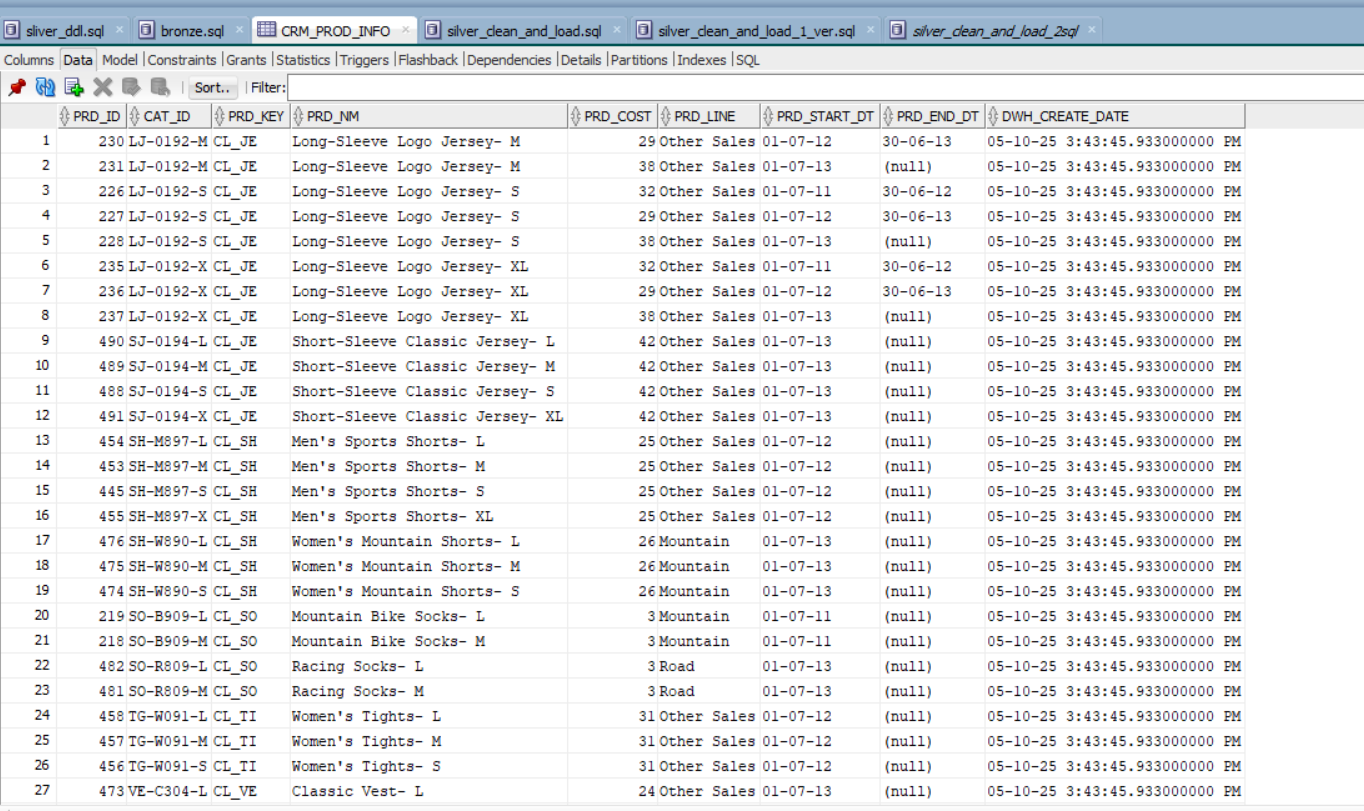 sliver_ddl.sql bronze.sql CRM_PROD_INFO silver_clean_and_load.sql silver_clean_and_load_1_ver.sql silver_clean_and_load_2sql
Columns Data Model Constraints Grants Statistics Triggers Flashback Dependencies Details Partitions Indexes SQL
Sort.. Filter:
PRD_ID CAT_ID PRD_KEY PRD_NM PRD_COST PRD_LINE PRD_START_DT PRD_END_DT DWH_CREATE_DATE
1 230 LJ-0192-M CL_JE Long-Sleeve Logo Jersey- M 29 Other Sales 01-07-12 30-06-13 05-10-25 3:43:45.933000000 PM
2 231 LJ-0192-M CL_JE Long-Sleeve Logo Jersey- M 38 Other Sales 01-07-13 (null) 05-10-25 3:43:45.933000000 PM
3 226 LJ-0192-S CL_JE Long-Sleeve Logo Jersey- S 32 Other Sales 01-07-11 30-06-12 05-10-25 3:43:45.933000000 PM
4 227 LJ-0192-S CL_JE Long-Sleeve Logo Jersey- S 29 Other Sales 01-07-12 30-06-13 05-10-25 3:43:45.933000000 PM
5 228 LJ-0192-S CL_JE Long-Sleeve Logo Jersey- S 38 Other Sales 01-07-13 (null) 05-10-25 3:43:45.933000000 PM
6 235 LJ-0192-X CL_JE Long-Sleeve Logo Jersey- XL 32 Other Sales 01-07-11 30-06-12 05-10-25 3:43:45.933000000 PM
7 236 LJ-0192-X CL_JE Long-Sleeve Logo Jersey- XL 29 Other Sales 01-07-12 30-06-13 05-10-25 3:43:45.933000000 PM
8 237 LJ-0192-X CL_JE Long-Sleeve Logo Jersey- XL 38 Other Sales 01-07-13 (null) 05-10-25 3:43:45.933000000 PM
9 490 SJ-0194-L CL_JE Short-Sleeve Classic Jersey- L 42 Other Sales 01-07-13 (null) 05-10-25 3:43:45.933000000 PM
10 489 SJ-0194-M CL_JE Short-Sleeve Classic Jersey- M 42 Other Sales 01-07-13 (null) 05-10-25 3:43:45.933000000 PM
11 488 SJ-0194-S CL_JE Short-Sleeve Classic Jersey- S 42 Other Sales 01-07-13 (null) 05-10-25 3:43:45.933000000 PM
12 491 SJ-0194-X CL_JE Short-Sleeve Classic Jersey- XL 42 Other Sales 01-07-13 (null) 05-10-25 3:43:45.933000000 PM
13 454 SH-M897-L CL_SH Men's Sports Shorts- L 25 Other Sales 01-07-12 (null) 05-10-25 3:43:45.933000000 PM
14 453 SH-M897-M CL_SH Men's Sports Shorts- M 25 Other Sales 01-07-12 (null) 05-10-25 3:43:45.933000000 PM
15 445 SH-M897-S CL_SH Men's Sports Shorts- S 25 Other Sales 01-07-12 (null) 05-10-25 3:43:45.933000000 PM
16 455 SH-M897-X CL_SH Men's Sports Shorts- XL 25 Other Sales 01-07-12 (null) 05-10-25 3:43:45.933000000 PM
17 476 SH-W890-L CL_SH Women's Mountain Shorts- L 26 Mountain 01-07-13 (null) 05-10-25 3:43:45.933000000 PM
18 475 SH-W890-M CL_SH Women's Mountain Shorts- M 26 Mountain 01-07-13 (null) 05-10-25 3:43:45.933000000 PM
19 474 SH-W890-S CL_SH Women's Mountain Shorts- S 26 Mountain 01-07-13 (null) 05-10-25 3:43:45.933000000 PM
20 219 SO-B909-L CL_SO Mountain Bike Socks- L 3 Mountain 01-07-11 (null) 05-10-25 3:43:45.933000000 PM
21 218 SO-B909-M CL_SO Mountain Bike Socks- M 3 Mountain 01-07-11 (null) 05-10-25 3:43:45.933000000 PM
22 482 SO-R809-L CL_SO Racing Socks- L 3 Road 01-07-13 (null) 05-10-25 3:43:45.933000000 PM
23 481 SO-R809-M CL_SO Racing Socks- M 3 Road 01-07-13 (null) 05-10-25 3:43:45.933000000 PM
24 458 TG-W091-L CL_TI Women's Tights- L 31 Other Sales 01-07-12 (null) 05-10-25 3:43:45.933000000 PM
25 457 TG-W091-M CL_TI Women's Tights- M 31 Other Sales 01-07-12 (null) 05-10-25 3:43:45.933000000 PM
26 456 TG-W091-S CL_TI Women's Tights- S 31 Other Sales 01-07-12 (null) 05-10-25 3:43:45.933000000 PM
27 473 VE-C304-L CL_VE Classic Vest- L 24 Other Sales 01-07-13 (null) 05-10-25 3:43:45.933000000 PM